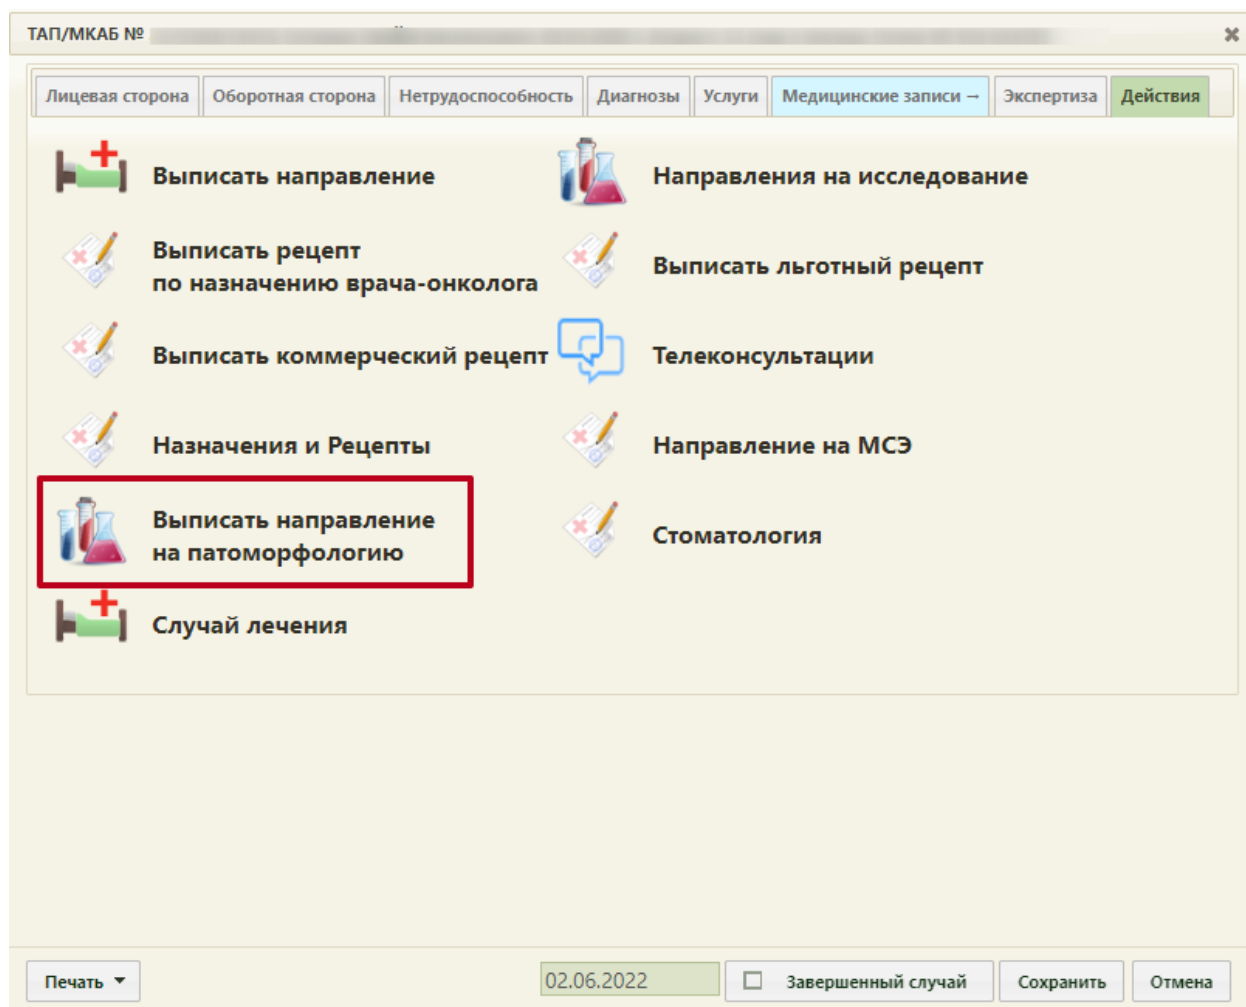 ТАП/МКАБ №
Лицевая сторона Оборотная сторона Нетрудоспособность Диагнозы Услуги Медицинские записи → Экспертиза Действия
Выписать направление
Направления на исследование
Выписать рецепт
по назначению врача-онколога
Выписать льготный рецепт
Выписать коммерческий рецепт
Телеконсультации
Назначения и Рецепты
Направление на МСЭ
Выписать направление
на патоморфологию
Стоматология
Случай лечения
Печать 02.06.2022 Завершенный случай Сохранить Отмена